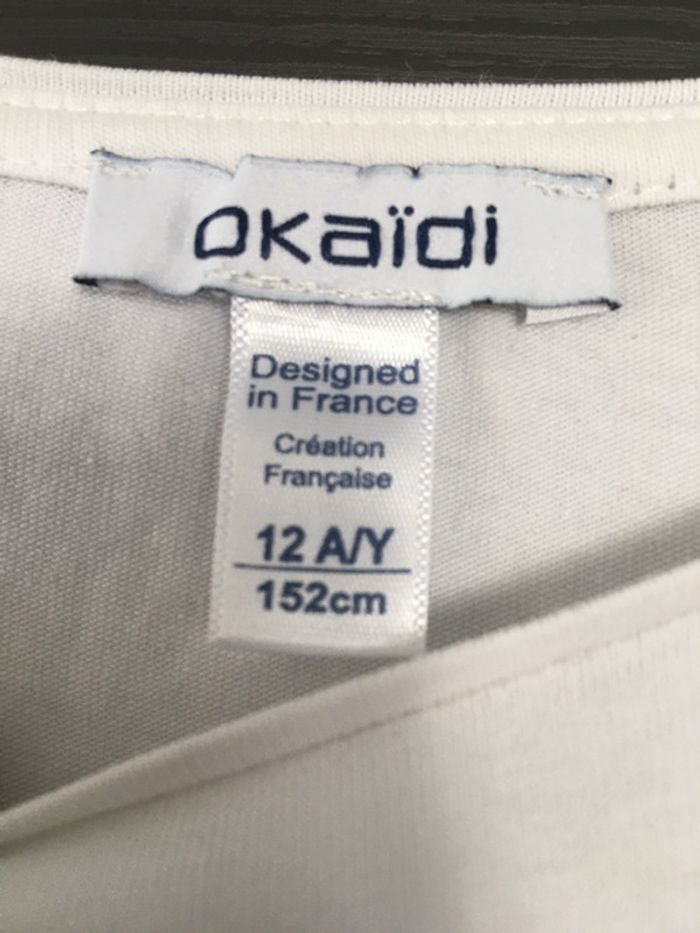 okaïdi
Designed
in France
Création
Française
12 A/Y
152cm